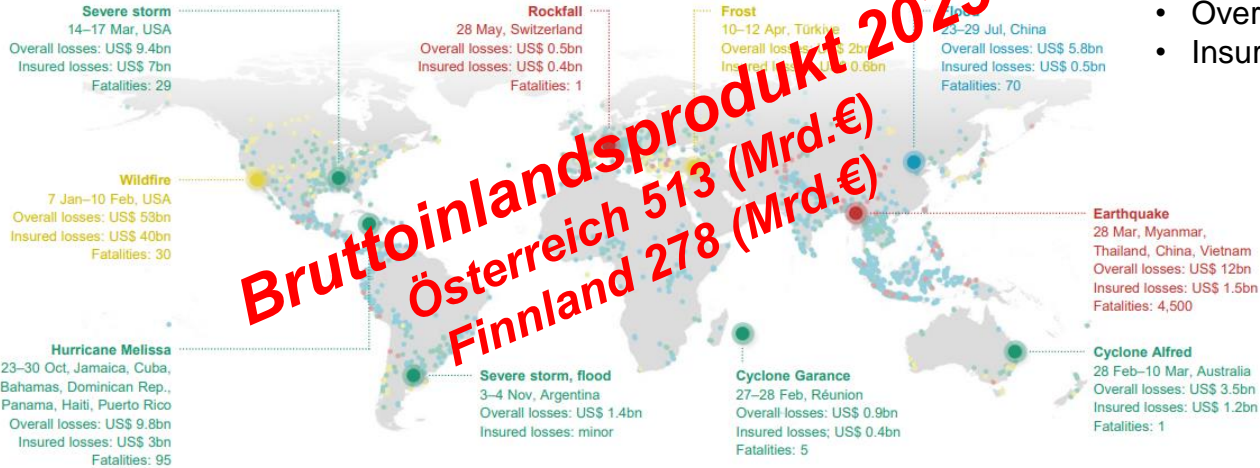 Severe storm
14–17 Mar, USA
Overall losses: US$ 9.4bn
Insured losses: US$ 7bn
Fatalities: 29
Rockfall
28 May, Switzerland
Overall losses: US$ 0.5bn
Insured losses: US$ 0.4bn
Fatalities: 1
Frost
10–12 Apr, Türkiye
Overall losses: US$ 2bn
Insured US$ 0.6bn
Flood
23–29 Jul, China
Overall losses: US$ 5.8bn
Insured losses: US$ 0.5bn
Fatalities: 70
• Over
• Insur
Wildfire
7 Jan–10 Feb, USA
Overall losses: US$ 53bn
Insured losses: US$ 40bn
Fatalities: 30
Bruttoinlandsprodukt
Österreich 513 (Mrd.€)
Finnland 278 (Mrd.€)
Earthquake
28 Mar, Myanmar,
Thailand, China, Vietnam
Overall losses: US$ 12bn
Insured losses: US$ 1.5bn
Fatalities: 4,500
Hurricane Melissa
23–30 Oct, Jamaica, Cuba,
Bahamas, Dominican Rep.,
Panama, Haiti, Puerto Rico
Overall losses: US$ 9.8bn
Insured losses: US$ 3bn
Fatalities: 95
Severe storm, flood
3–4 Nov, Argentina
Overall losses: US$ 1.4bn
Insured losses: minor
Cyclone Garance
27–28 Feb, Réunion
Overall losses: US$ 0.9bn
Insured losses; US$ 0.4bn
Fatalities: 5
Cyclone Alfred
28 Feb–10 Mar, Australia
Overall losses: US$ 3.5bn
Insured losses: US$ 1.2bn
Fatalities: 1